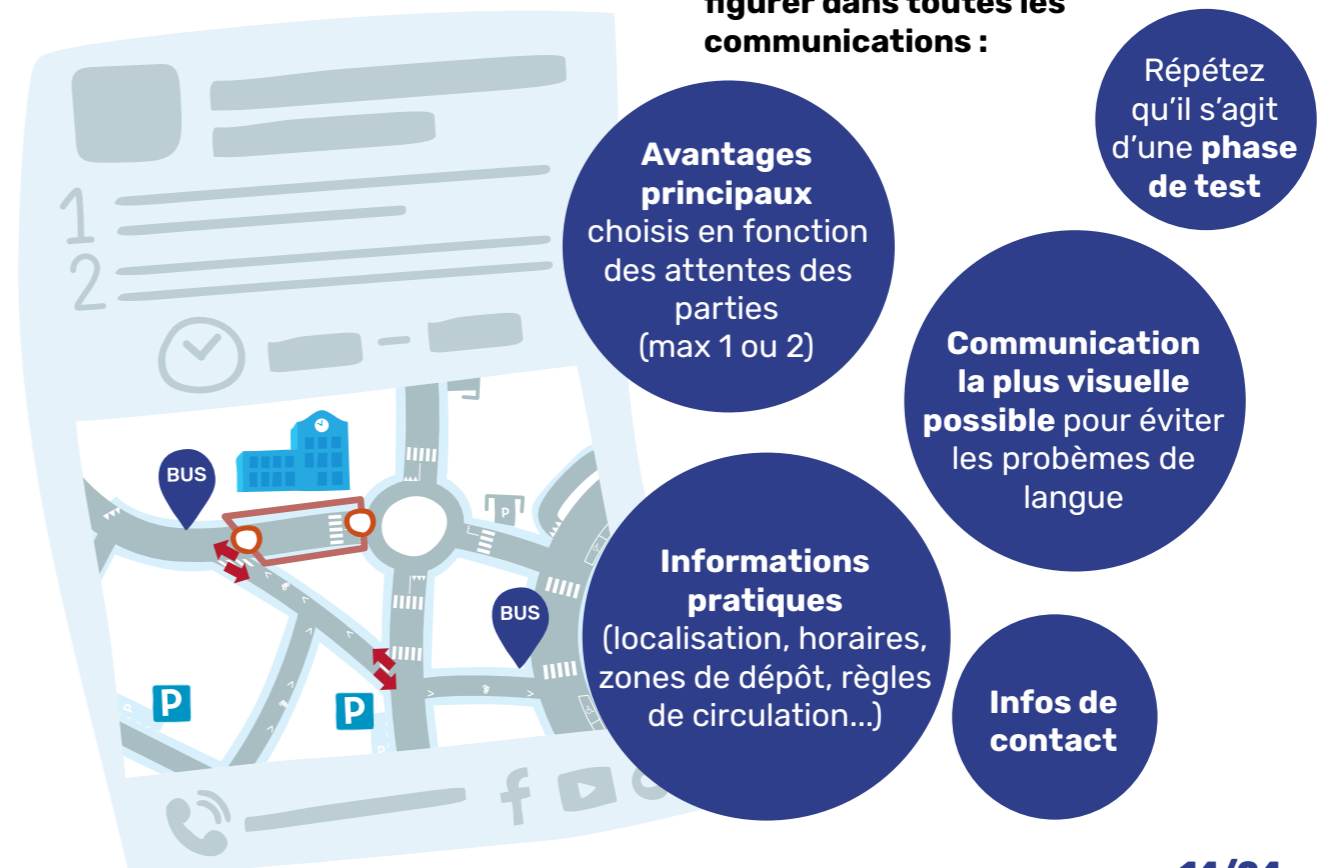 figurer dans toutes les
communications :
Répétez
qu'il s'agit
d'une phase
de test
Avantages
principaux
choisis en fonction
des attentes des
parties
(max 1 ou 2)
Communication
la plus visuelle
possible pour éviter
les probèmes de
langue
Informations
pratiques
(localisation, horaires,
zones de dépôt, règles
de circulation...)
Infos de
contact
1
2
BUS
P
BUS
P
P